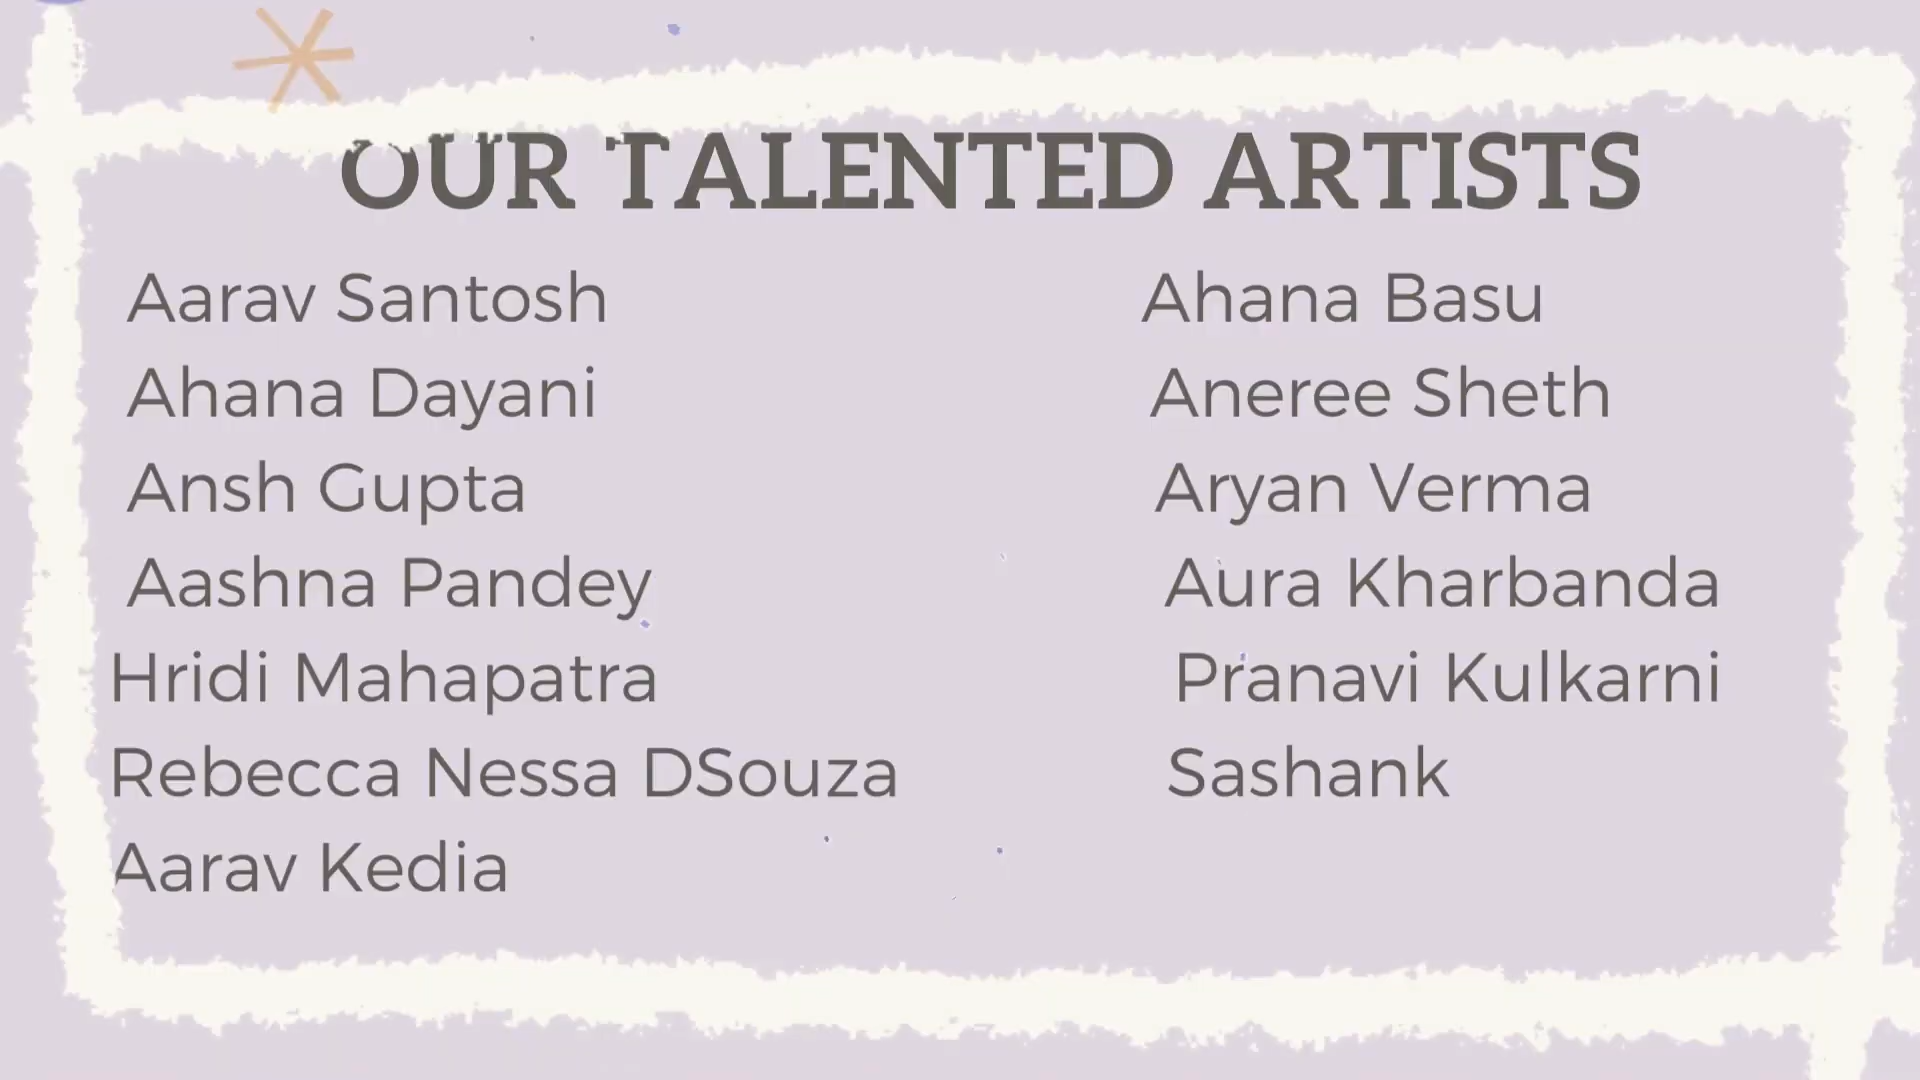 OUR TALENTED ARTISTS
Aarav Santosh
Ahana Dayani
Ansh Gupta
Aashna Pandey
Hridi Mahapatra
Rebecca Nessa DSouza
Aarav Kedia
Ahana Basu
Aneree Sheth
Aryan Verma
Aura Kharbanda
Pranavi Kulkarni
Sashank